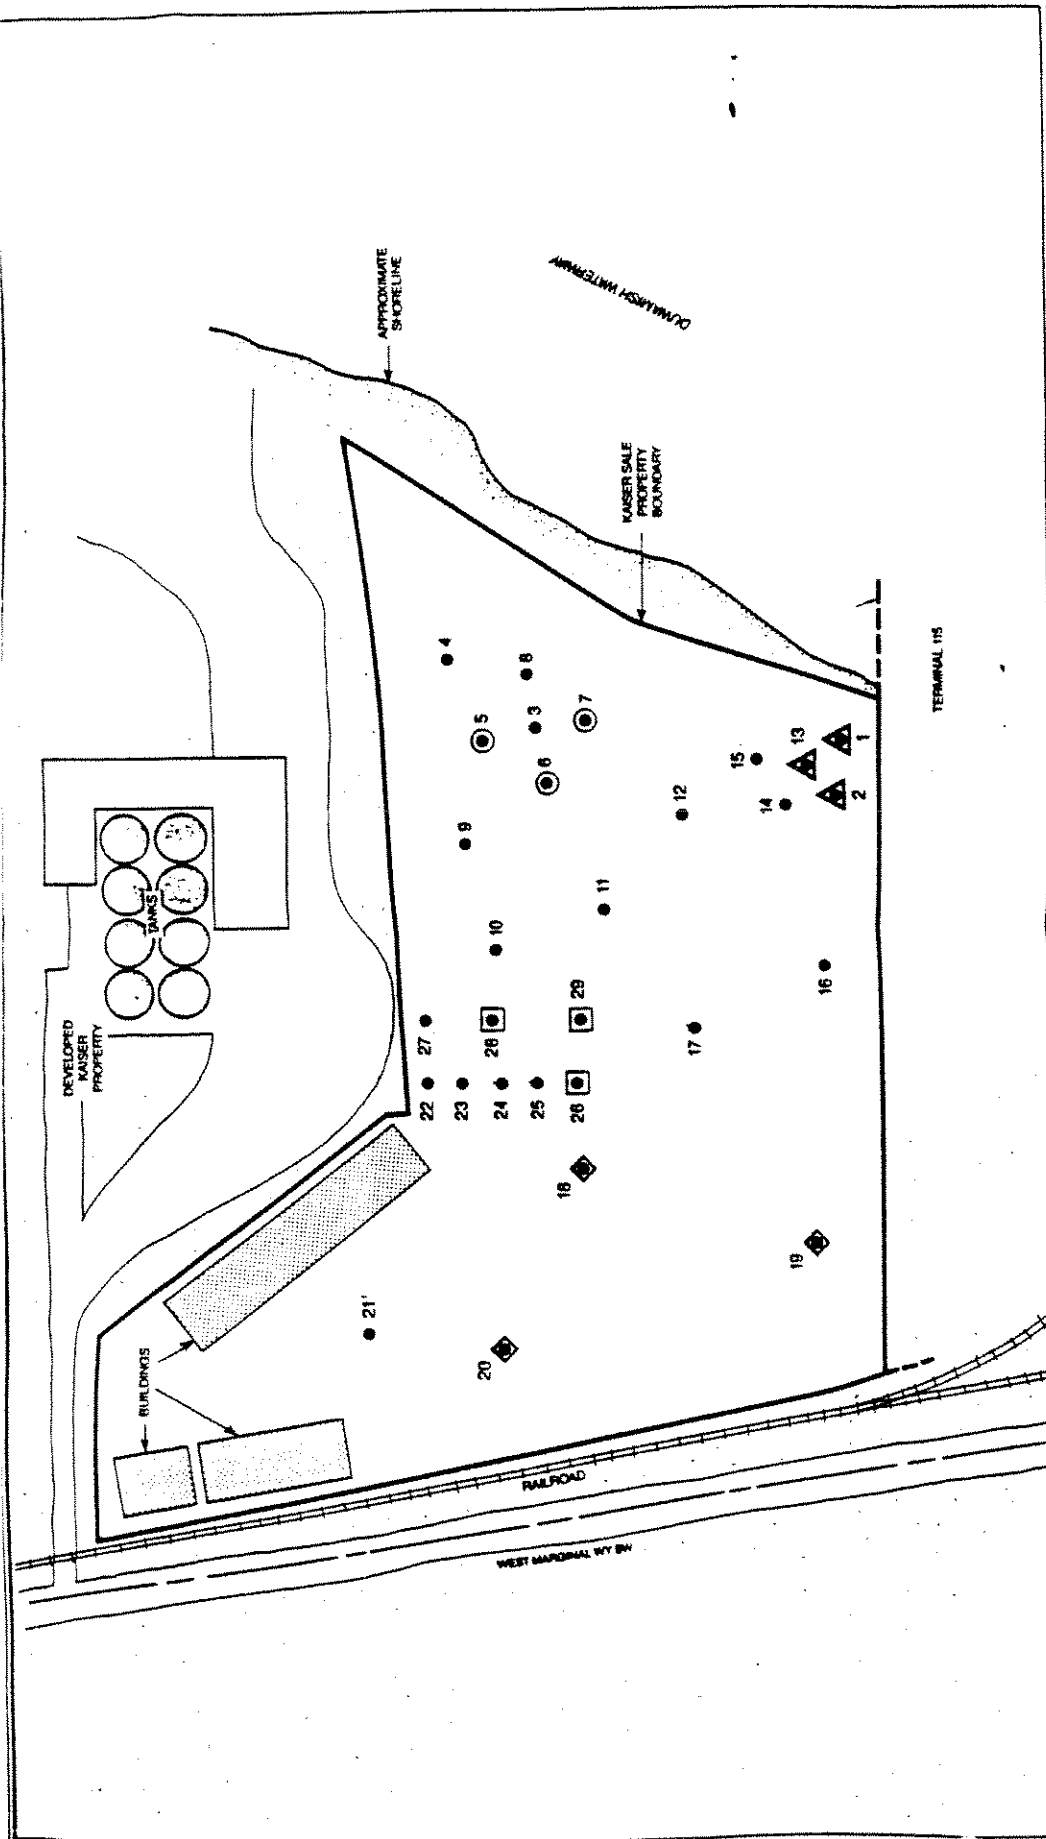 DEVELOPED
KAISER
PROPERTY
TANKS
BUILDINGS
APPROXIMATE
SHORELINE
DUWAMISH WATERWAY
KAISER SALE
PROPERTY
BOUNDARY
4
8
5
3
7
6
9
10
11
12
15
13
14
1
2
16
17
27
28
29
22
23
24
25
26
18
19
20
21
RAILROAD
WEST MARGINAL WY SW
TERMINAL 115